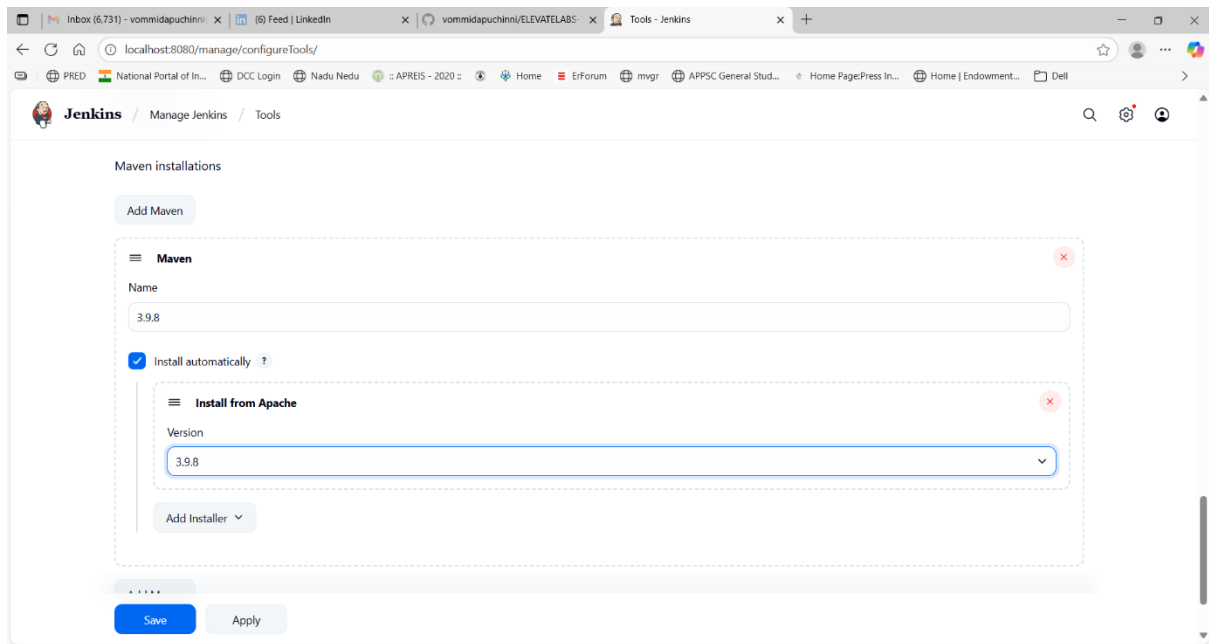 Inbox (6,731) - vommidapuchinni
(6) Feed | LinkedIn
vommidapuchinni/ELEVATELABS-
Tools - Jenkins
localhost:8080/manage/configureTools/
PRED
National Portal of In...
DCC Login
Nadu Nedu
:: APREIS - 2020 ::
Home
ErForum
mvgr
APPSC General Stud...
Home Page:Press In...
Home | Endowment...
Dell
Jenkins / Manage Jenkins / Tools
Maven installations
Add Maven
Maven
Name
3.9.8
Install automatically ?
Install from Apache
Version
3.9.8
Add Installer
Save
Apply